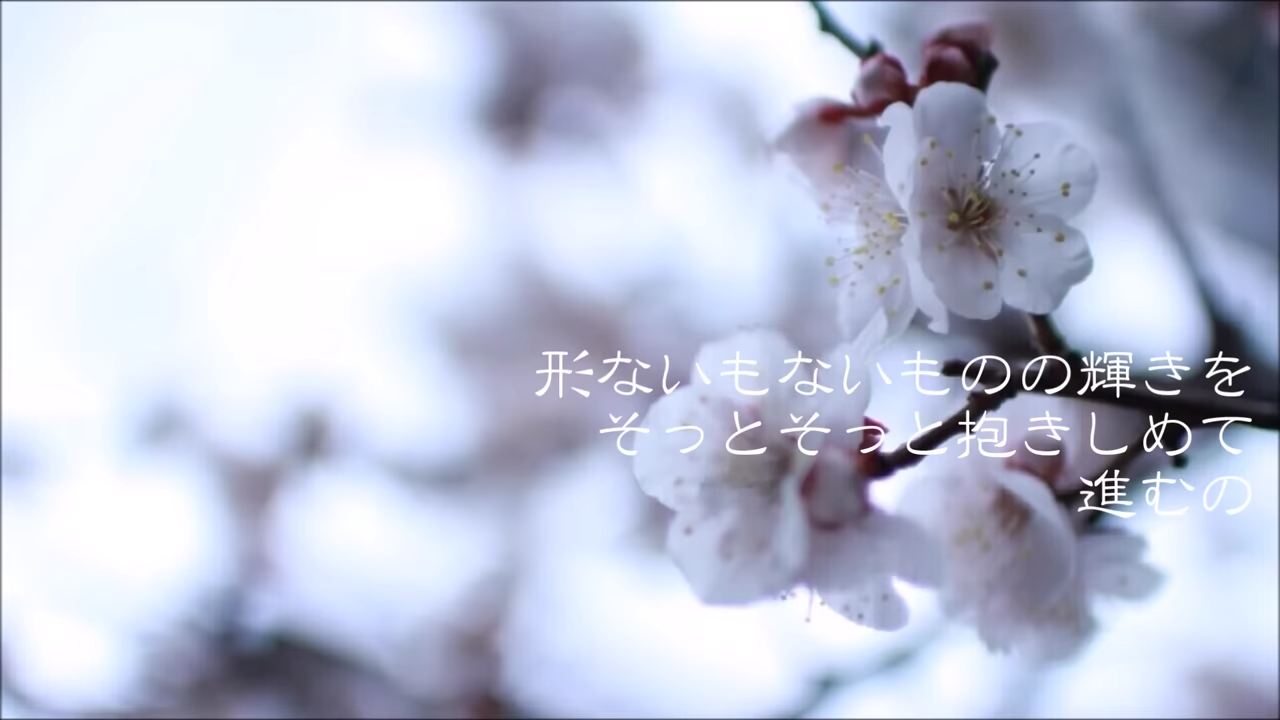 形ないもないものの輝きを
そっとそっと抱きしめて
進むの